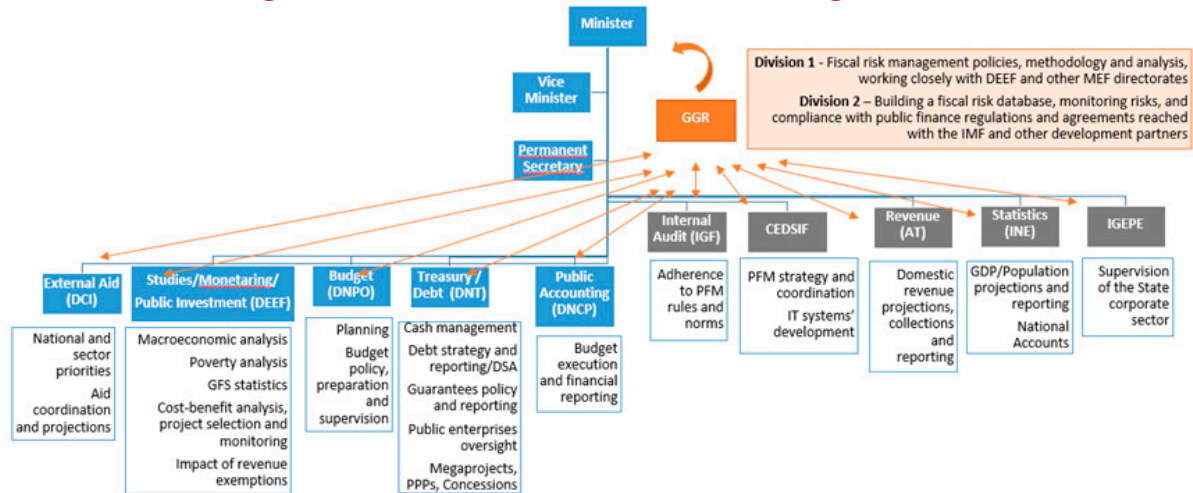 Minister
Division 1 - Fiscal risk management policies, methodology and analysis,
working closely with DEEF and other MEF directorates
Division 2 – Building a fiscal risk database, monitoring risks, and
compliance with public finance regulations and agreements reached
with the IMF and other development partners
Vice
Minister
GGR
Permanent
Secretary
Internal
Audit (IGF)
CEDSIF
Revenue
(AT)
Statistics
(INE)
IGEPE
Adherence
to PFM
rules and
norms
PFM strategy and
coordination
IT systems'
development
Domestic
revenue
projections,
collections
and
reporting
GDP/Population
projections and
reporting
National
Accounts
Supervision
of the State
corporate
sector
External Aid
(DCI)
Studies/Monetaring/
Public Investment (DEEF)
Budget
(DNPO)
Treasury/
Debt (DNT)
Public
Accounting
(DNCP)
National and
sector
priorities
Aid
coordination
and projections
Macroeconomic analysis
Poverty analysis
GFS statistics
Cost-benefit analysis,
project selection and
monitoring
Impact of revenue
exemptions
Planning
Budget
policy,
preparation
and
supervision
Cash management
Debt strategy and
reporting/DSA
Guarantees policy
and reporting
Public enterprises
oversight
Megaprojects,
PPPs, Concessions
Budget
execution
and financial
reporting